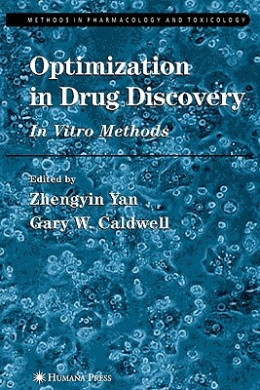 METHODS IN PHARMACOLOGY AND TOXICOLOGY
Optimization
in Drug Discovery
In Vitro Methods
Edited by
Zhengyin Yan
Gary W. Caldwell
HUMANA PRESS